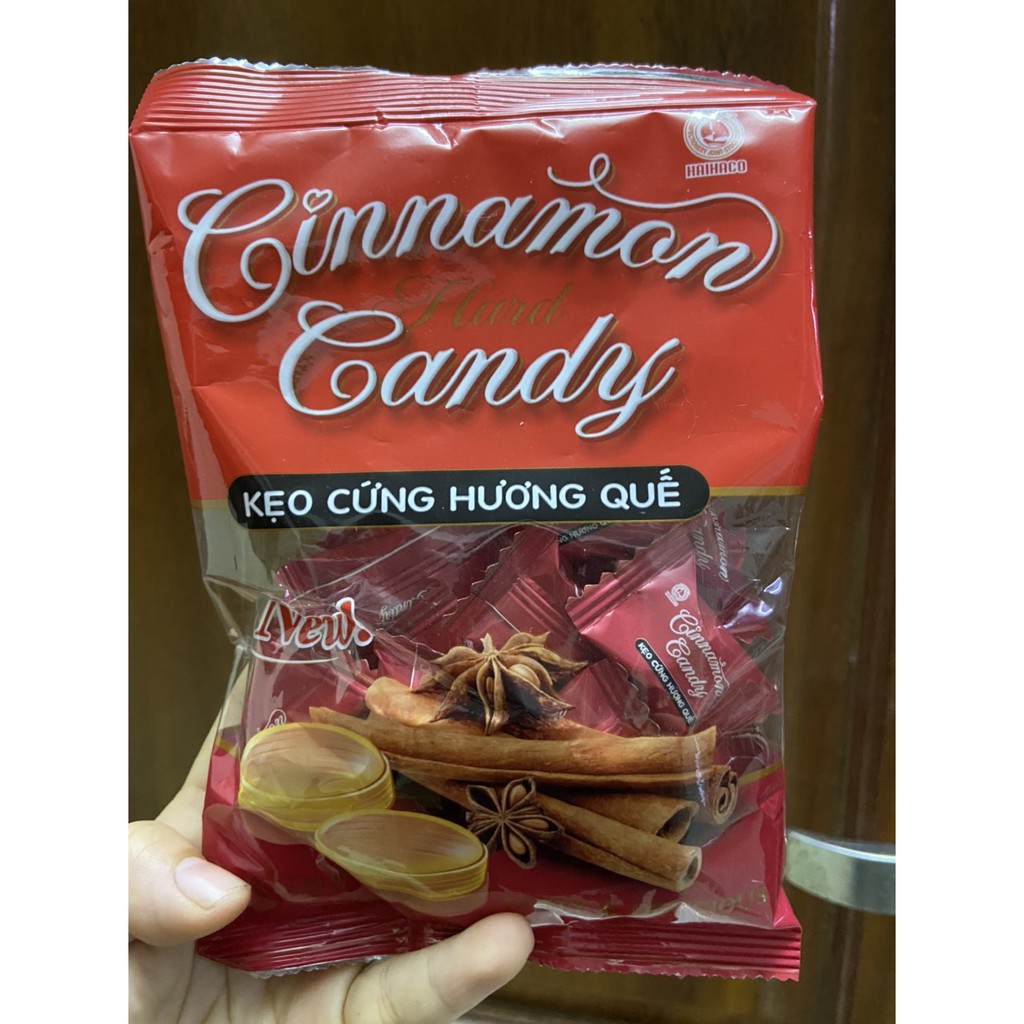 HAIHACO
Cinnamon
Hard
Candy
KẸO CỨNG HƯƠNG QUẾ
New!
Cinnamon
Candy
KẸO CỨNG HƯƠNG QUẾ